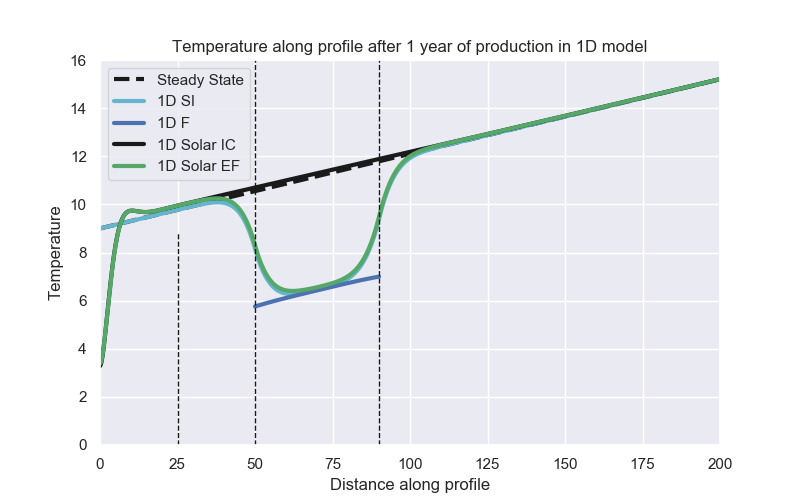 Temperature along profile after 1 year of production in 1D model
16
14
12
10
8
6
4
2
0
Temperature
Steady State
1D SI
1D F
1D Solar IC
1D Solar EF
0 25 50 75 100 125 150 175 200
Distance along profile